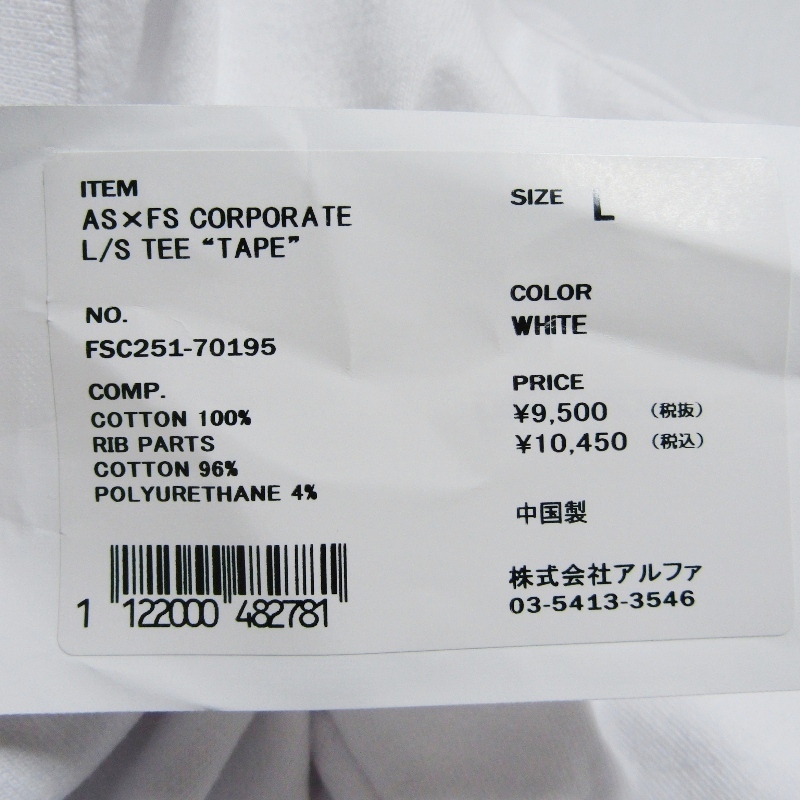 ITEM
AS×FS CORPORATE
L/S TEE “TAPE”
NO.
FSC251-70195
COMP.
COTTON 100%
RIB PARTS
COTTON 96%
POLYURETHANE 4%
1 122000 482781
SIZE L
COLOR
WHITE
PRICE
¥9,500 (税抜)
¥10,450 (税込)
中国製
株式会社アルファ
03-5413-3546